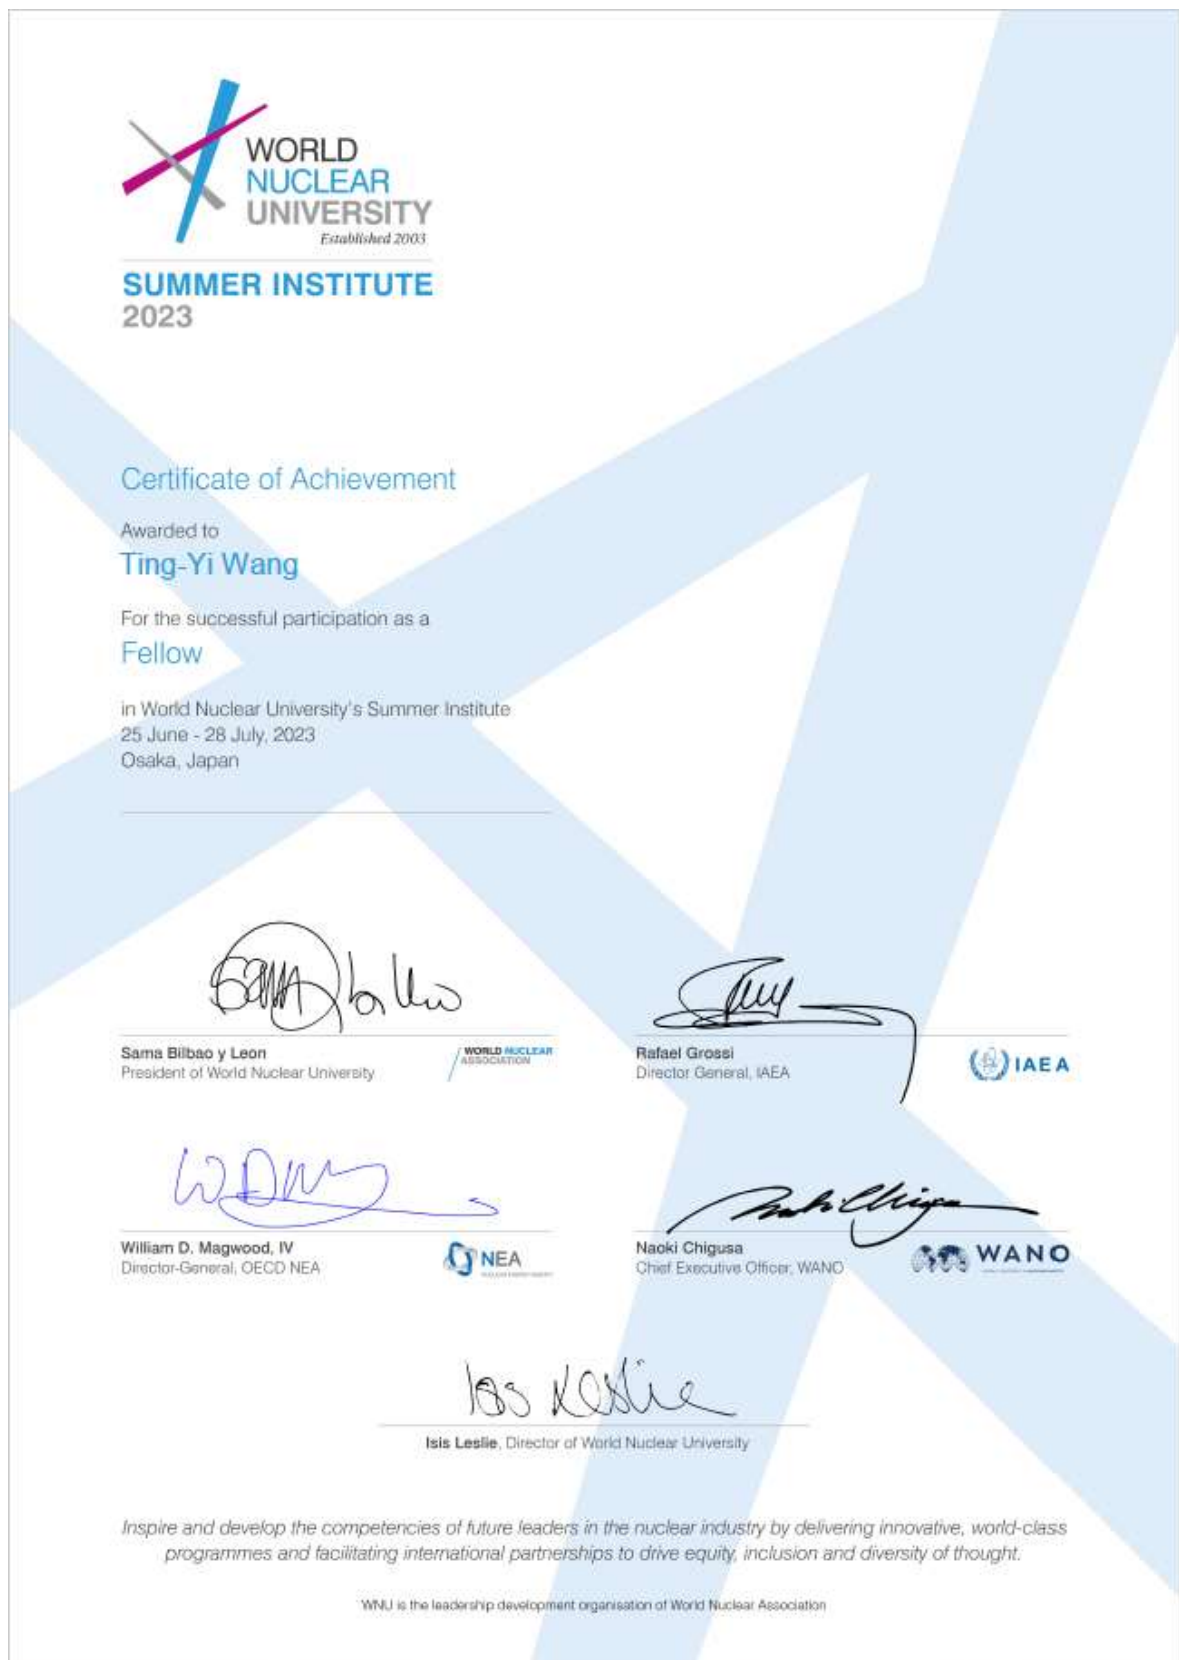 WORLD
NUCLEAR
UNIVERSITY
Established 2003
SUMMER INSTITUTE
2023
Certificate of Achievement
Awarded to
Ting-Yi Wang
For the successful participation as a
Fellow
in World Nuclear University's Summer Institute
25 June - 28 July, 2023
Osaka, Japan
Sama Bilbao y Leon
President of World Nuclear University
WORLD NUCLEAR
ASSOCIATION
Rafael Grossi
Director General, IAEA
IAEA
William D. Magwood, IV
Director-General, OECD NEA
NEA
Naoki Chigusa
Chief Executive Officer, WANO
WANO
Isis Leslie
Isis Leslie, Director of World Nuclear University
Inspire and develop the competencies of future leaders in the nuclear industry by delivering innovative, world-class
programmes and facilitating international partnerships to drive equity, inclusion and diversity of thought.
WNU is the leadership development organisation of World Nuclear Association